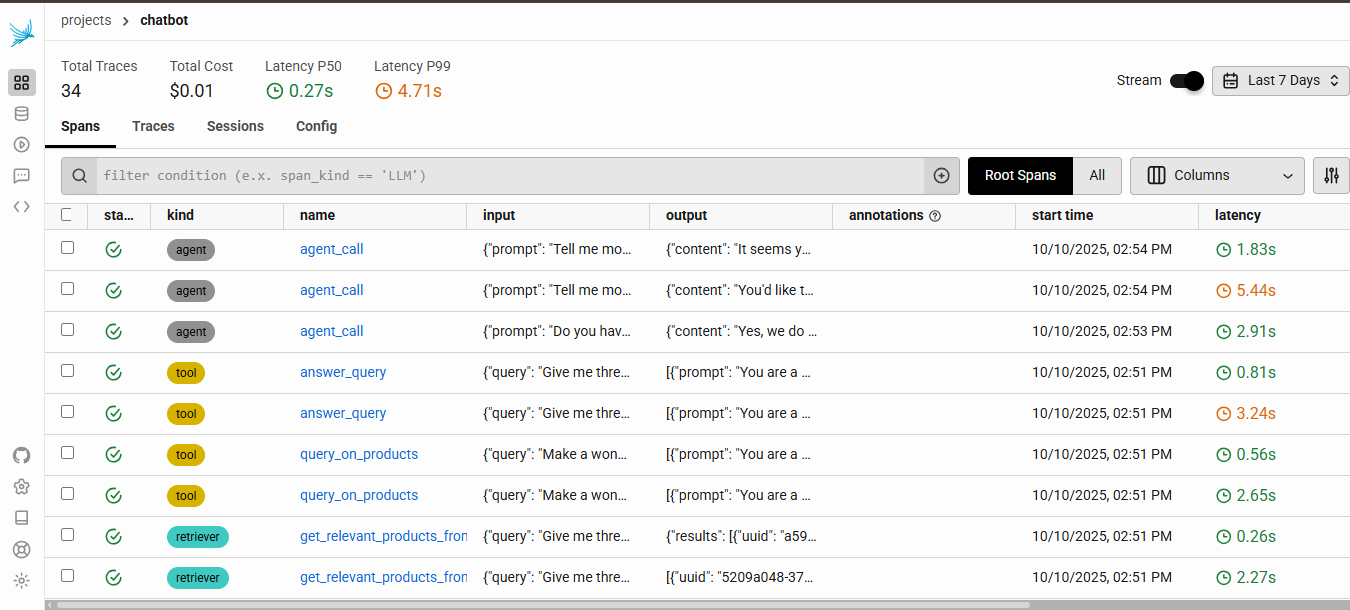 projects > chatbot
Total Traces Total Cost Latency P50 Latency P99
34 $0.01 0.27s 4.71s
Stream Last 7 Days
Spans Traces Sessions Config
filter condition (e.x. span_kind == 'LLM') Root Spans All Columns
sta... kind name input output annotations start time latency
agent agent_call {"prompt": "Tell me mo... {"content": "It seems y... 10/10/2025, 02:54 PM 1.83s
agent agent_call {"prompt": "Tell me mo... {"content": "You'd like t... 10/10/2025, 02:54 PM 5.44s
agent agent_call {"prompt": "Do you hav... {"content": "Yes, we do ... 10/10/2025, 02:53 PM 2.91s
tool answer_query {"query": "Give me thre... [{"prompt": "You are a ... 10/10/2025, 02:51 PM 0.81s
tool answer_query {"query": "Give me thre... [{"prompt": "You are a ... 10/10/2025, 02:51 PM 3.24s
tool query_on_products {"query": "Make a won... [{"prompt": "You are a ... 10/10/2025, 02:51 PM 0.56s
tool query_on_products {"query": "Make a won... [{"prompt": "You are a ... 10/10/2025, 02:51 PM 2.65s
retriever get_relevant_products_fron {"query": "Give me thre... {"results": [{"uuid": "a59... 10/10/2025, 02:51 PM 0.26s
retriever get_relevant_products_fron {"query": "Give me thre... [{"uuid": "5209a048-37... 10/10/2025, 02:51 PM 2.27s